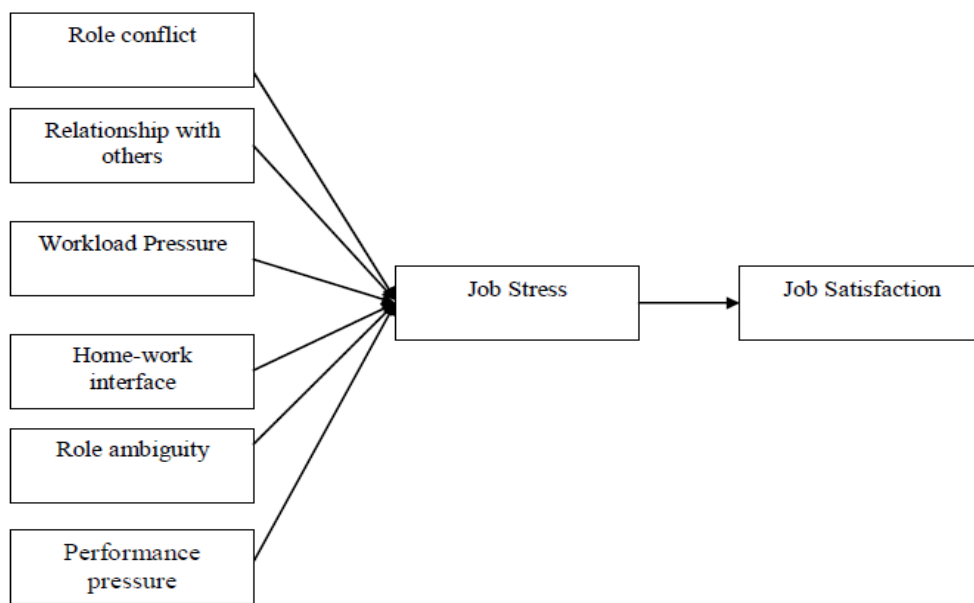 Role conflict
Relationship with
others
Workload Pressure
Home-work
interface
Role ambiguity
Performance
pressure
Job Stress
Job Satisfaction